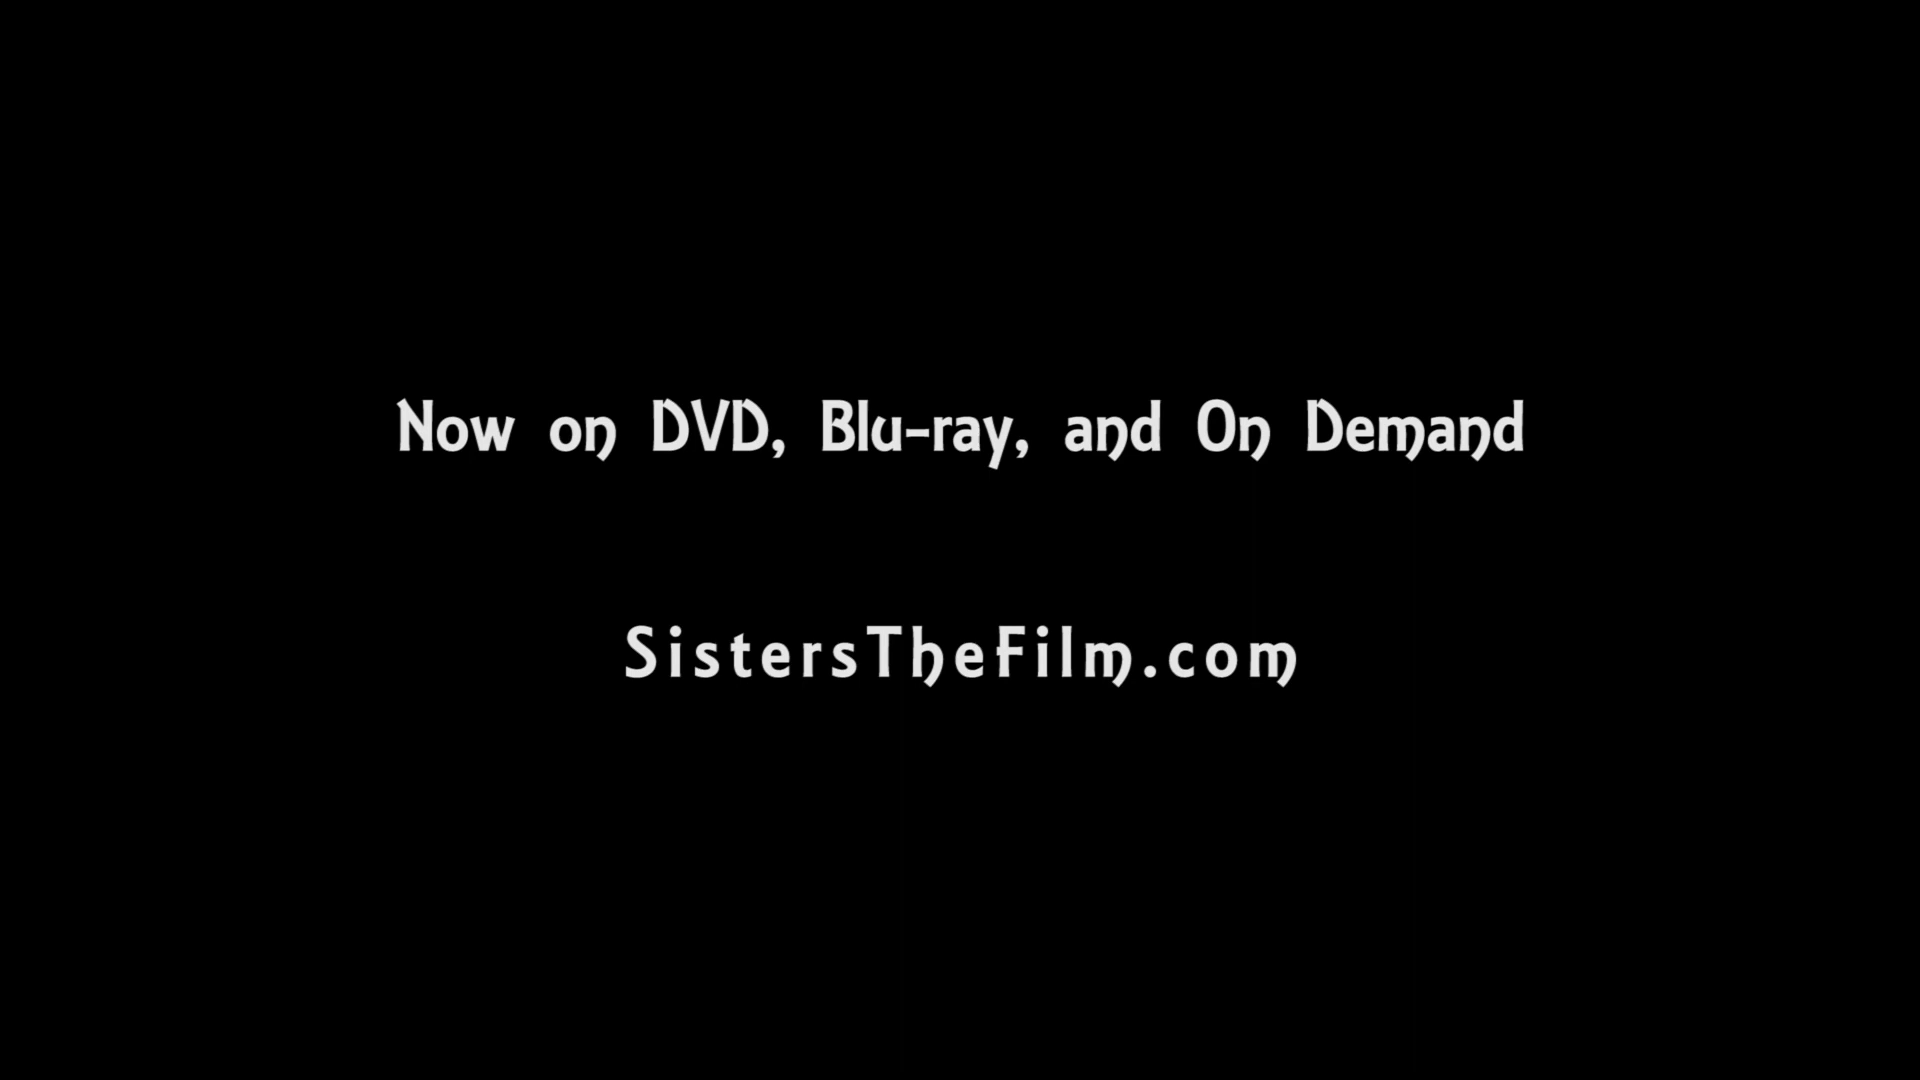 Now on DVD, Blu-ray, and On Demand
SistersTheFilm.com